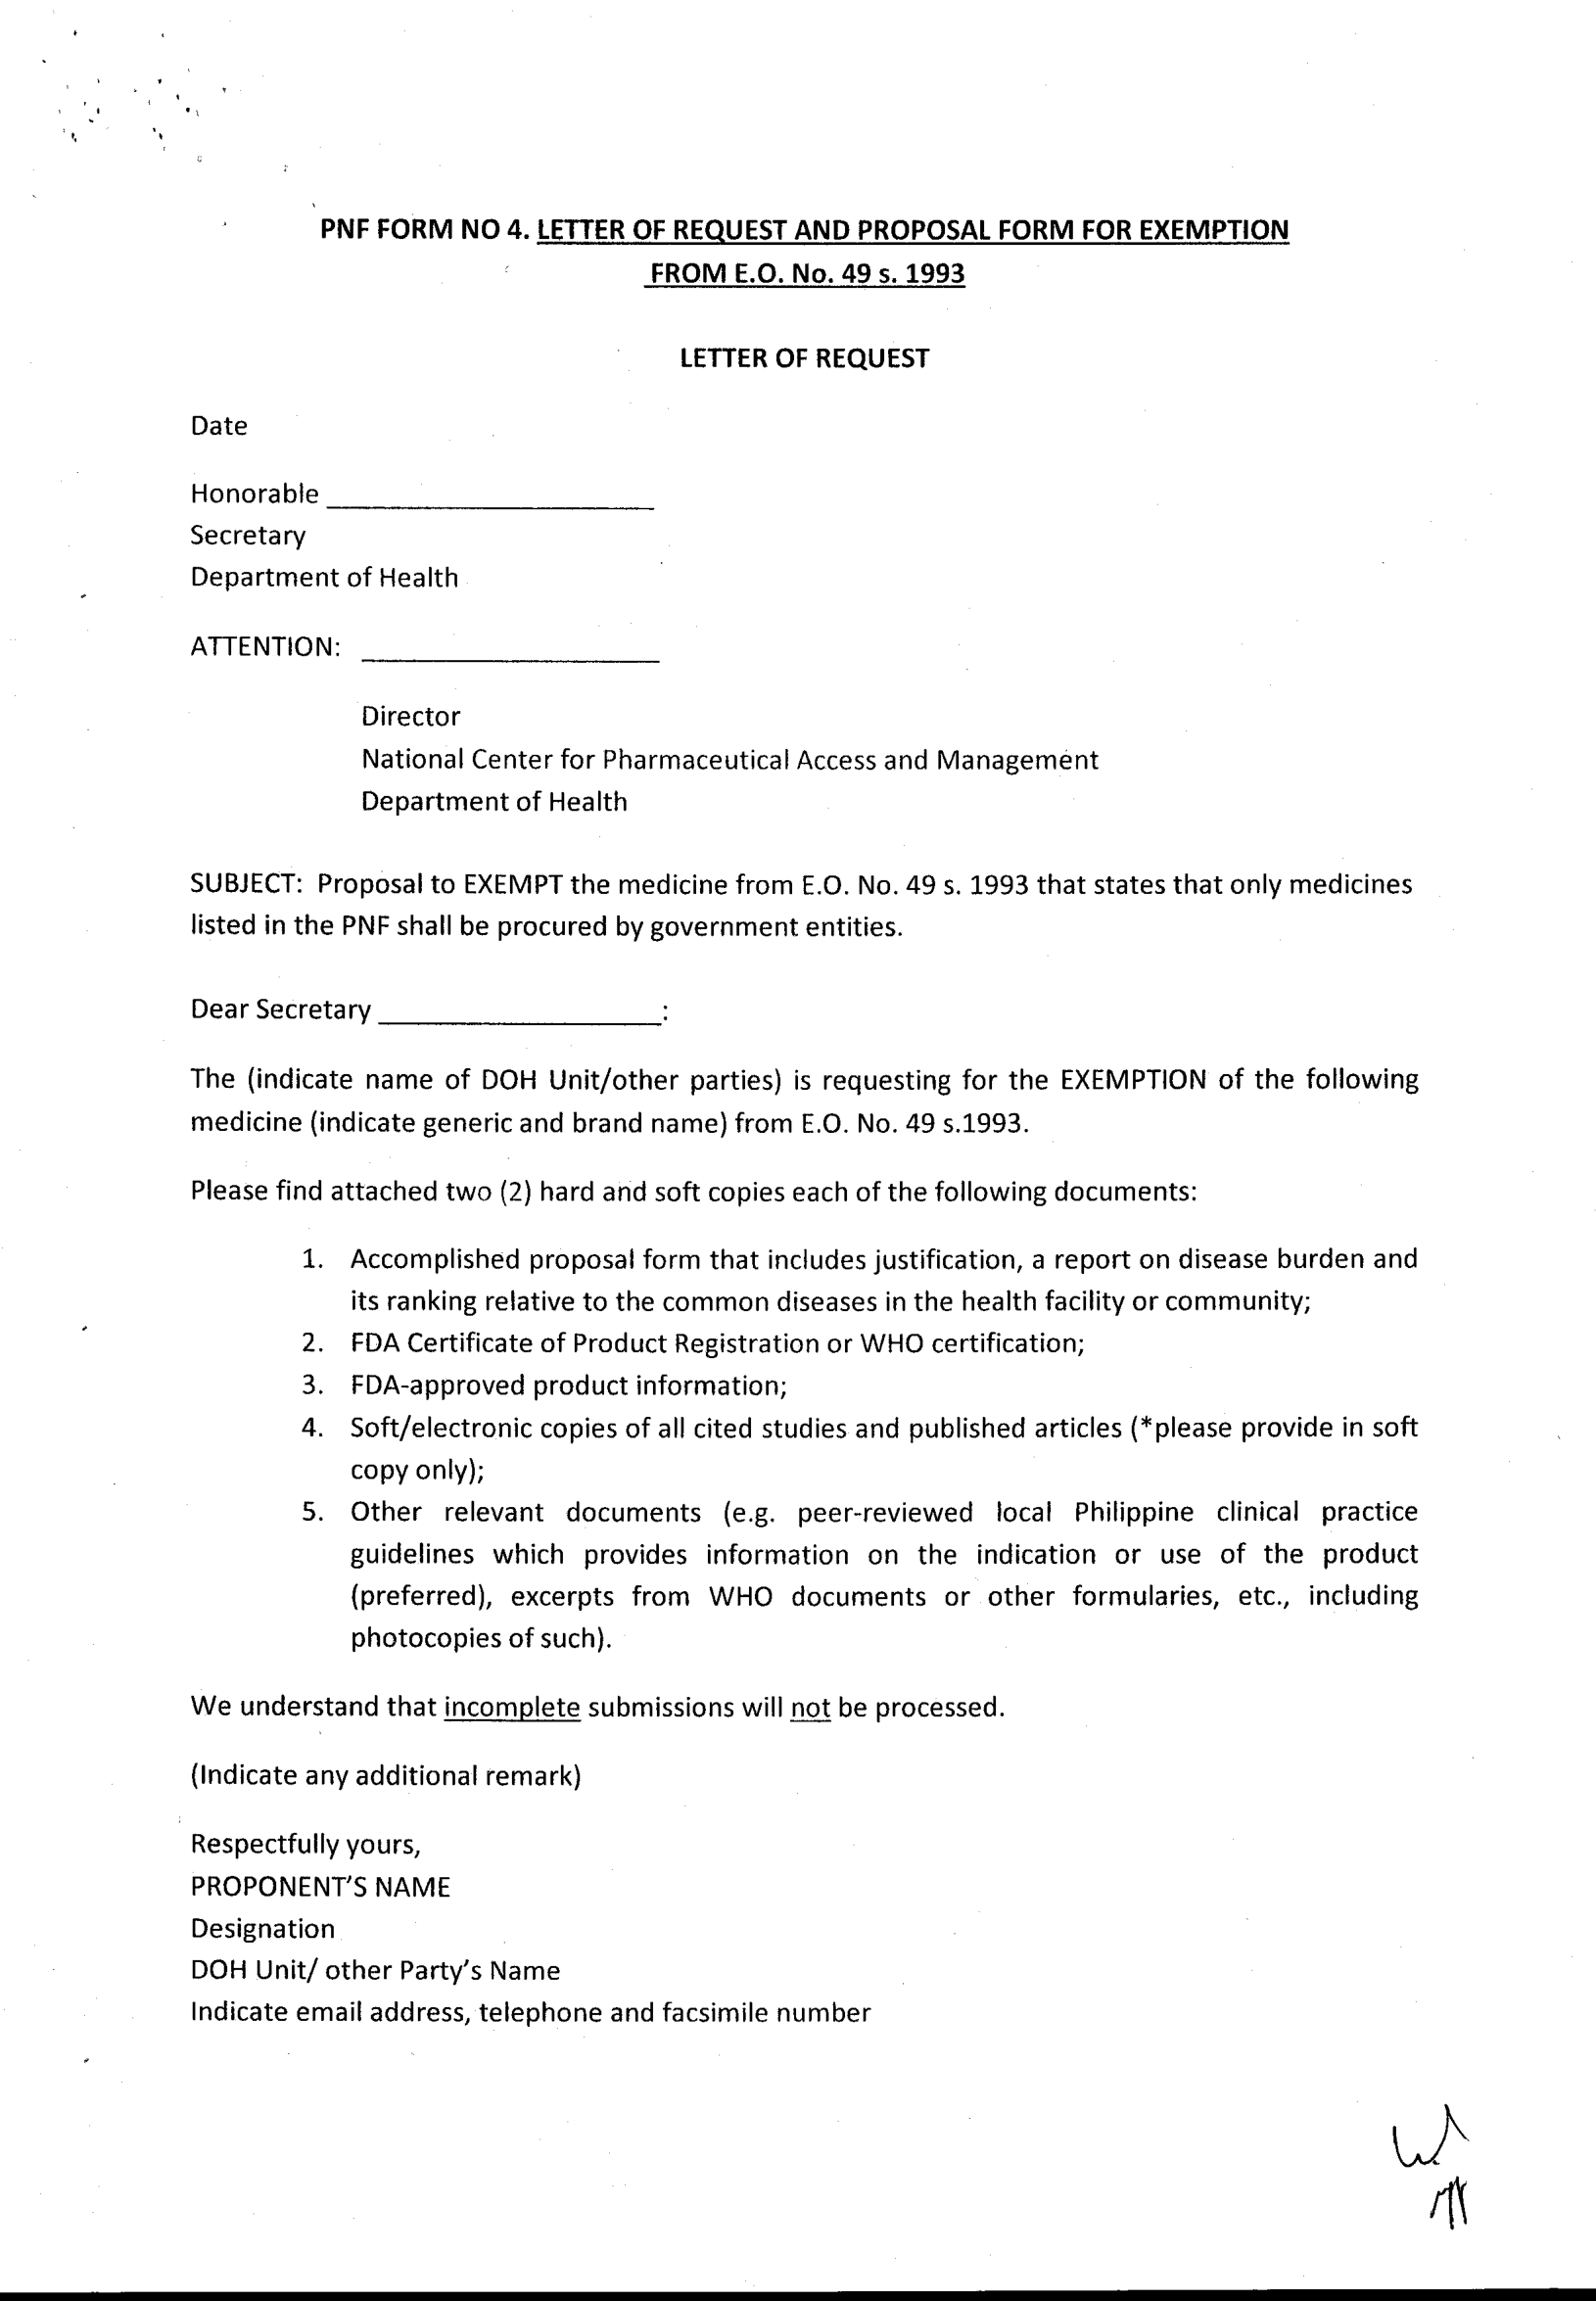 PNF FORM NO 4. LETTER OF REQUEST AND PROPOSAL FORM FOR EXEMPTION
FROM E.O. No. 49 s. 1993
LETTER OF REQUEST
Date
Honorable ____________________
Secretary
Department of Health
ATTENTION: ____________________
Director
National Center for Pharmaceutical Access and Management
Department of Health
SUBJECT: Proposal to EXEMPT the medicine from E.O. No. 49 s. 1993 that states that only medicines
listed in the PNF shall be procured by government entities.
Dear Secretary ____________________:
The (indicate name of DOH Unit/other parties) is requesting for the EXEMPTION of the following
medicine (indicate generic and brand name) from E.O. No. 49 s.1993.
Please find attached two (2) hard and soft copies each of the following documents:
1. Accomplished proposal form that includes justification, a report on disease burden and
its ranking relative to the common diseases in the health facility or community;
2. FDA Certificate of Product Registration or WHO certification;
3. FDA-approved product information;
4. Soft/electronic copies of all cited studies and published articles (*please provide in soft
copy only);
5. Other relevant documents (e.g. peer-reviewed local Philippine clinical practice
guidelines which provides information on the indication or use of the product
(preferred), excerpts from WHO documents or other formularies, etc., including
photocopies of such).
We understand that incomplete submissions will not be processed.
(Indicate any additional remark)
Respectfully yours,
PROPONENT'S NAME
Designation
DOH Unit/ other Party's Name
Indicate email address, telephone and facsimile number